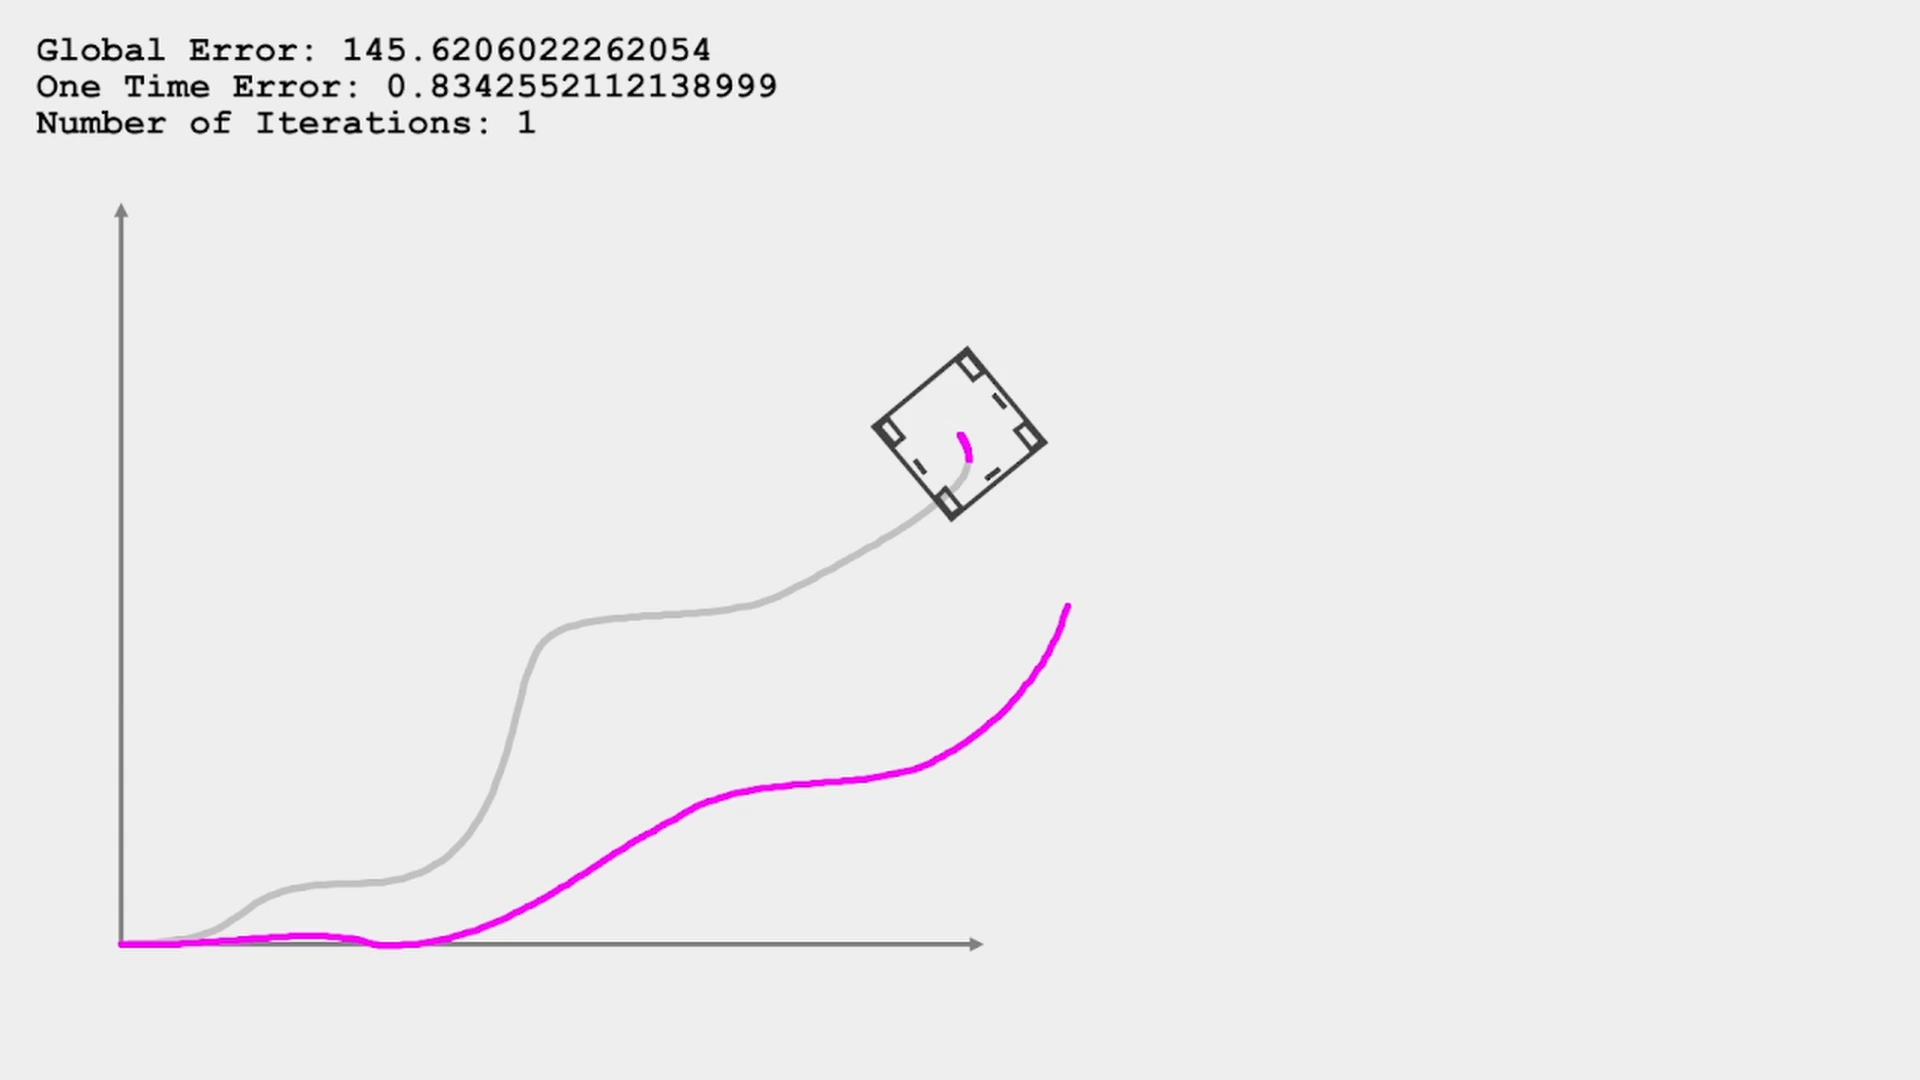 Global Error: 145.6206022262054
One Time Error: 0.8342552112138999
Number of Iterations: 1